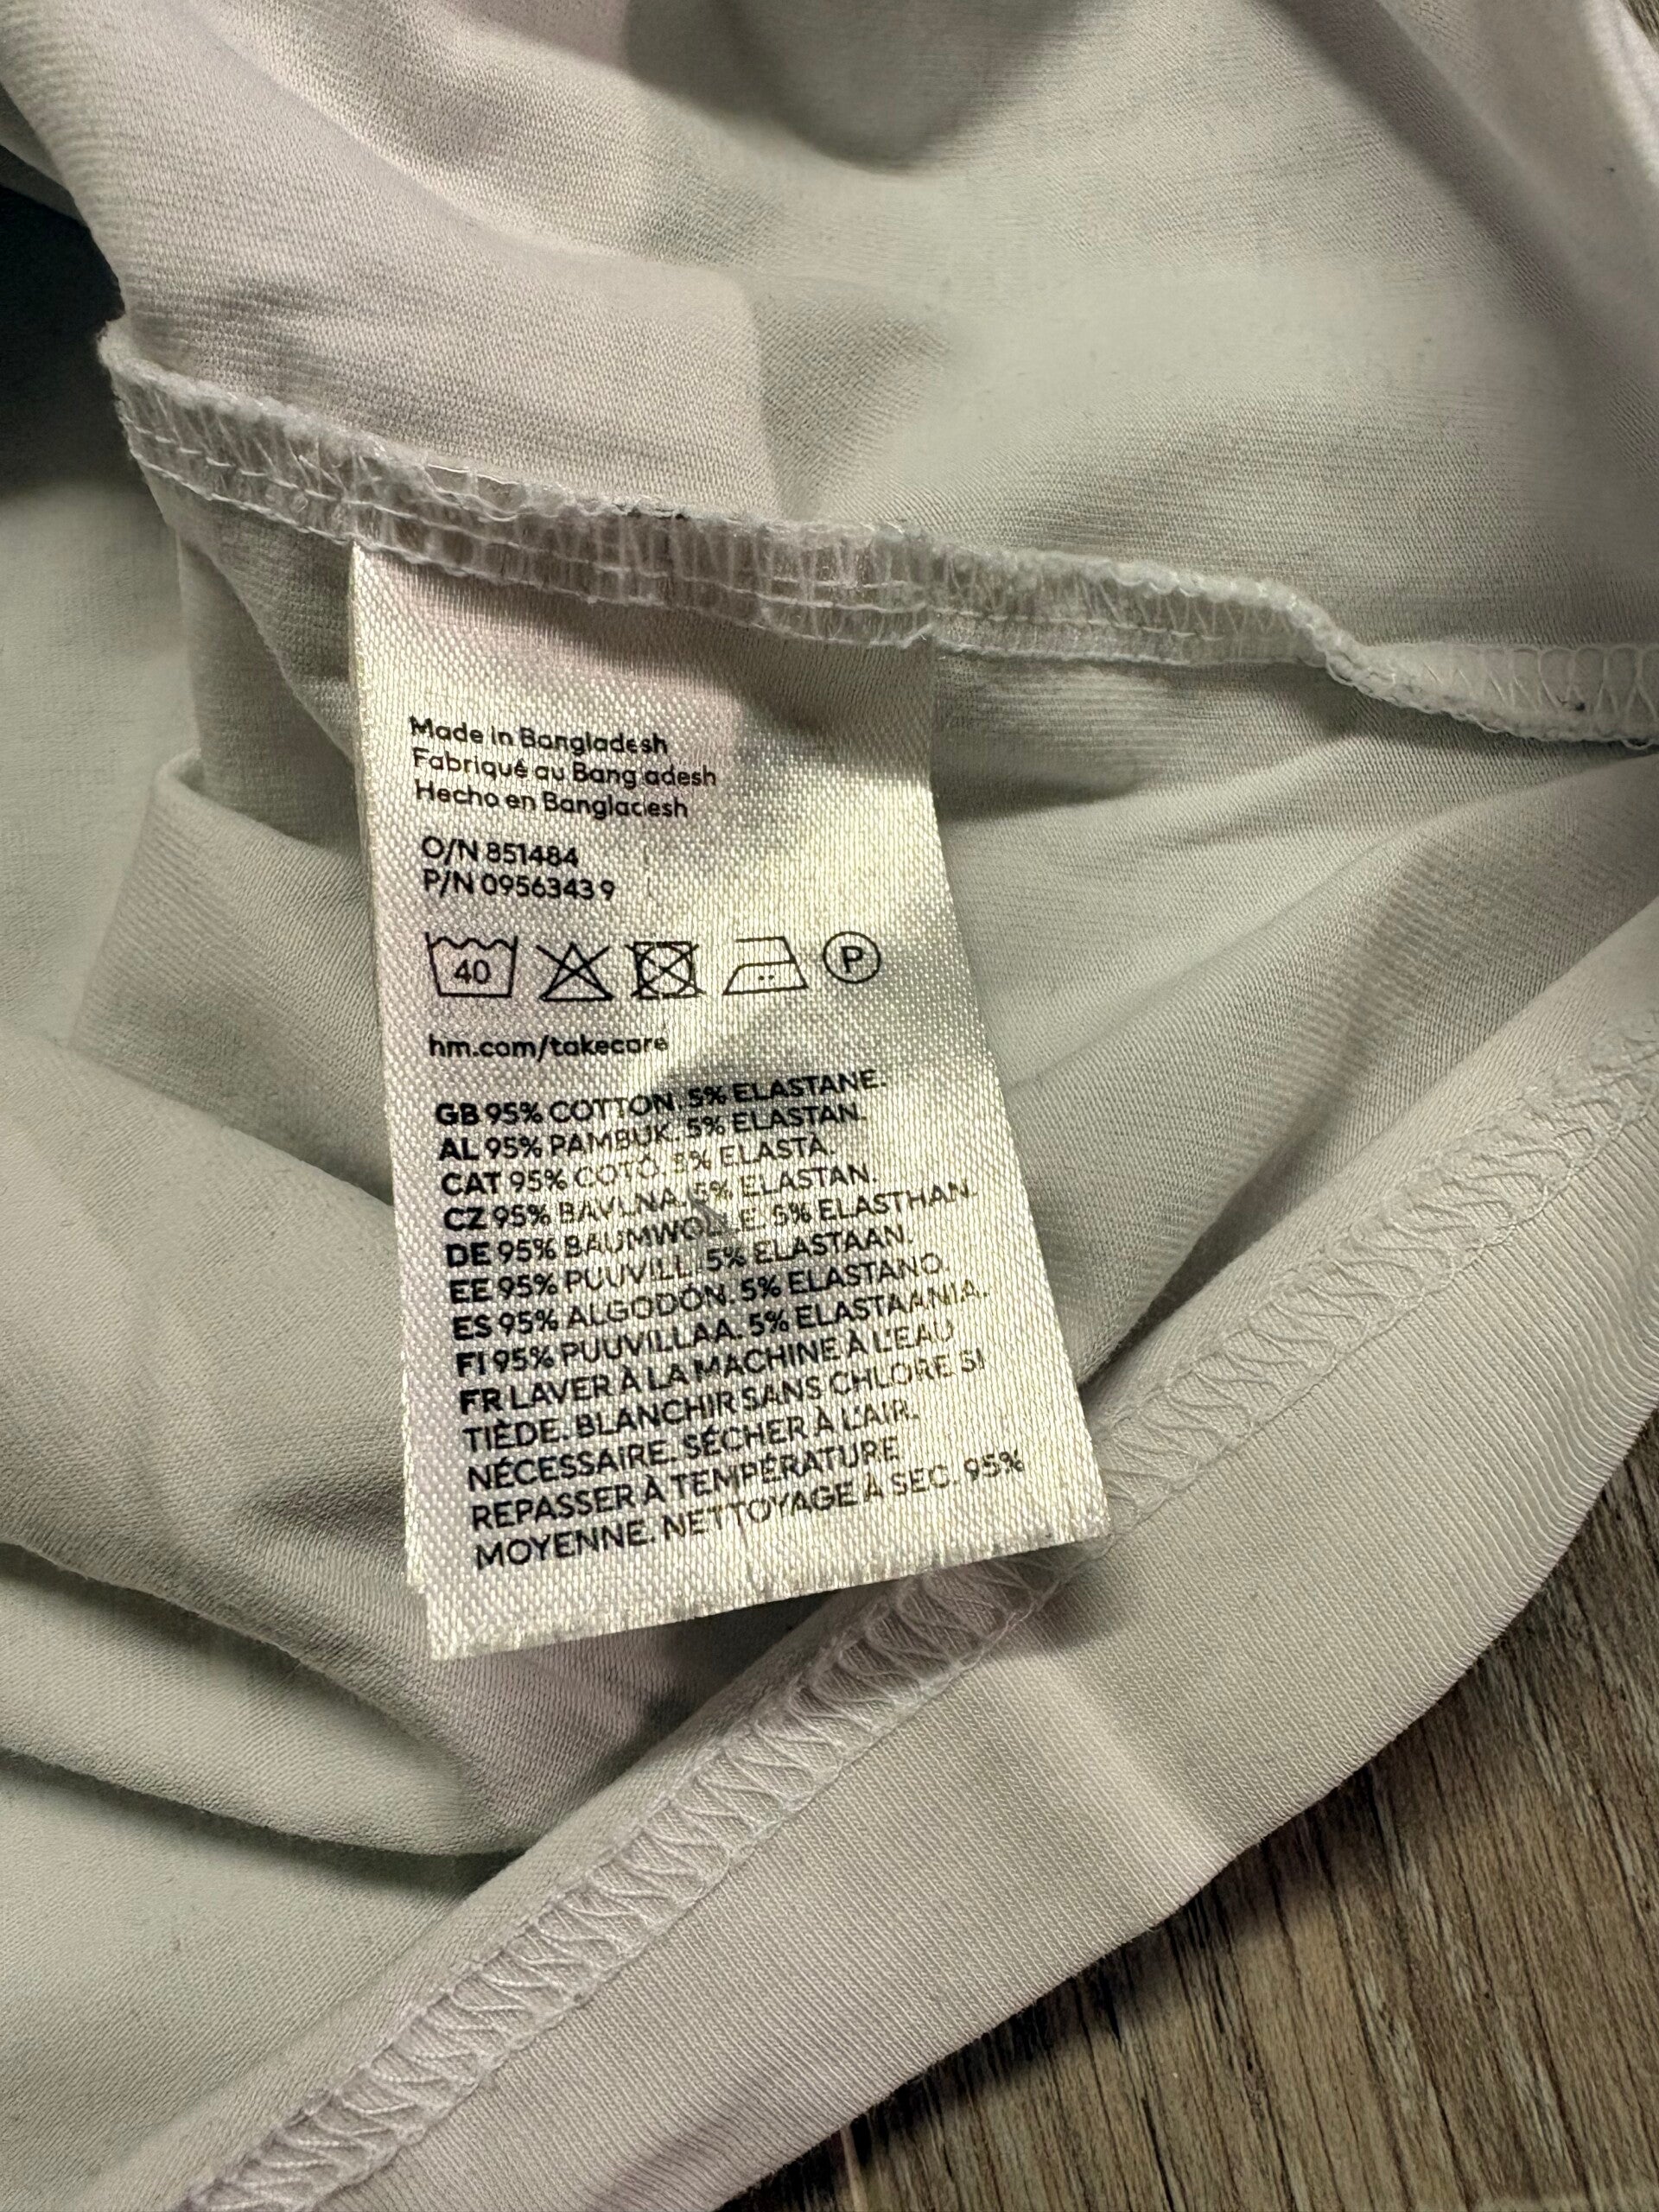 Made in Bangladesh
Fabriqué au Bangladesh
Hecho en Bangladesh
O/N 851484
P/N 09563439
40
P
hm.com/takecare
GB 95% COTTON. 5% ELASTANE.
AL 95% PAMBUK. 5% ELASTAN.
CAT 95% COTÓ. 5% ELASTÀ.
CZ 95% BAVLNA. 5% ELASTAN.
DE 95% BAUMWOLLE. 5% ELASTHAN.
EE 95% PUUVILL. 5% ELASTAAN.
ES 95% ALGODÓN. 5% ELASTANO.
FI 95% PUUVILLAA. 5% ELASTAANIA.
FR LAVER À LA MACHINE À L'EAU
TIÈDE. BLANCHIR SANS CHLORE SI
NÉCESSAIRE. SÉCHER À L'AIR.
REPASSER À TEMPÉRATURE
MOYENNE. NETTOYAGE À SEC. 95%